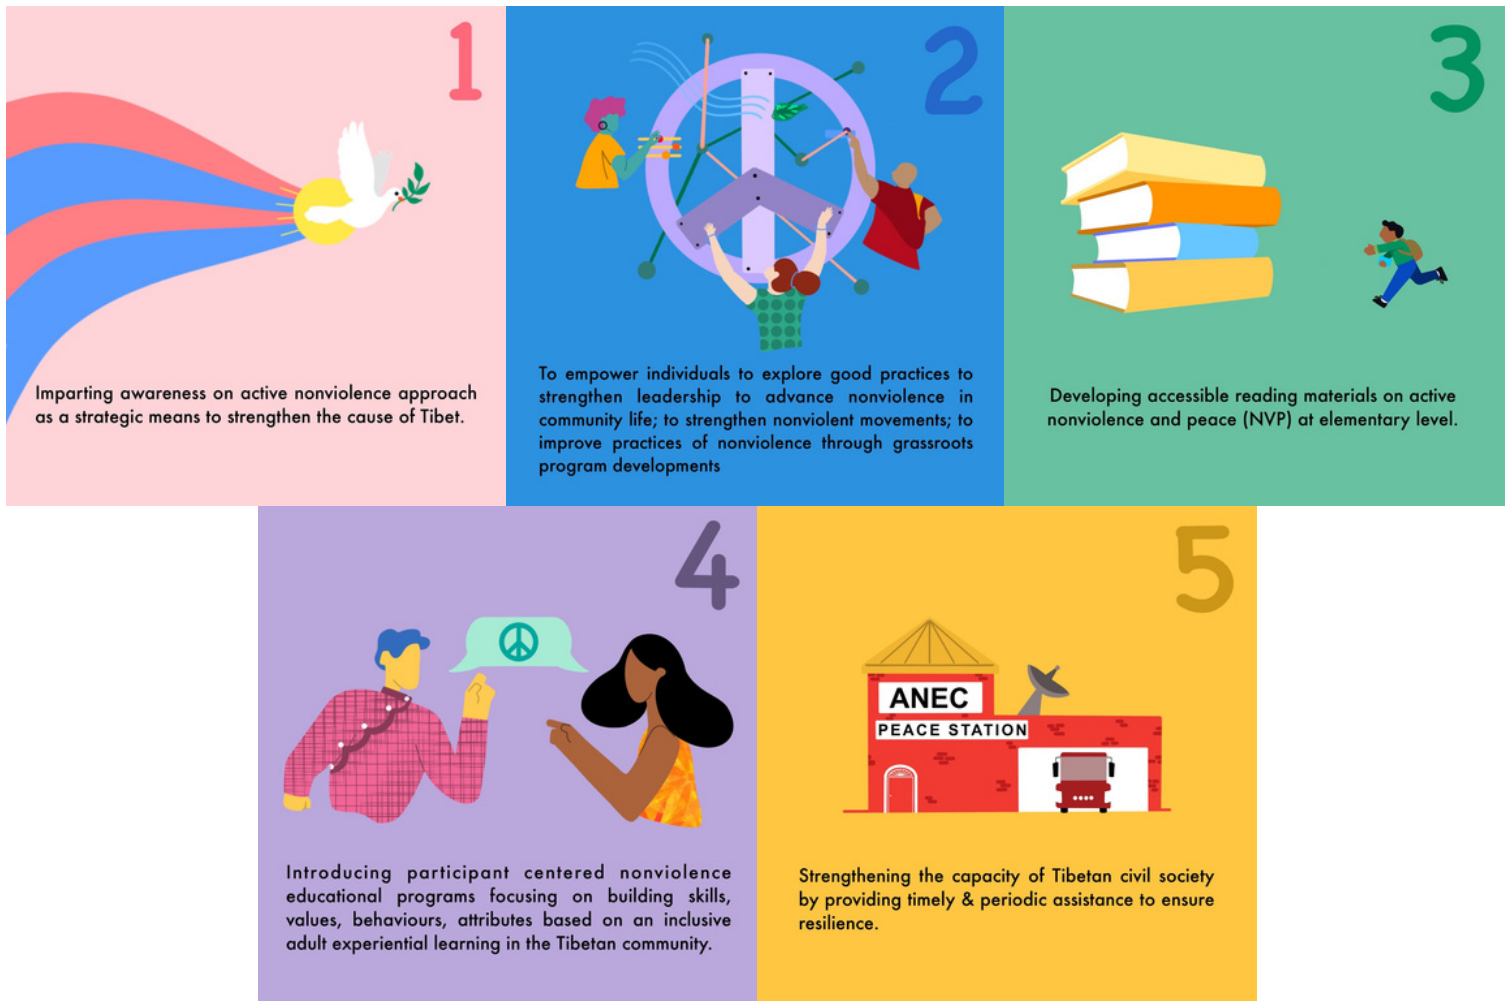 1
Imparting awareness on active nonviolence approach
as a strategic means to strengthen the cause of Tibet.
2
To empower individuals to explore good practices to
strengthen leadership to advance nonviolence in
community life; to strengthen nonviolent movements; to
improve practices of nonviolence through grassroots
program developments
3
Developing accessible reading materials on active
nonviolence and peace (NVP) at elementary level.
4
Introducing participant centered nonviolence
educational programs focusing on building skills,
values, behaviours, attributes based on an inclusive
adult experiential learning in the Tibetan community.
5
ANEC
PEACE STATION
Strengthening the capacity of Tibetan civil society
by providing timely & periodic assistance to ensure
resilience.